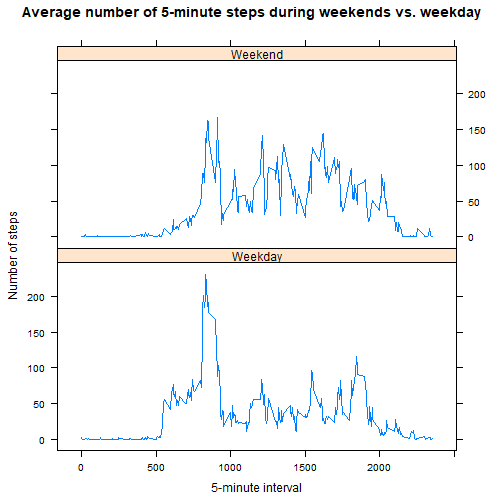 Average number of 5-minute steps during weekends vs. weekday
Weekend
200
150
100
50
0
Weekday
200
150
100
50
0
Number of steps
0 500 1000 1500 2000
5-minute interval